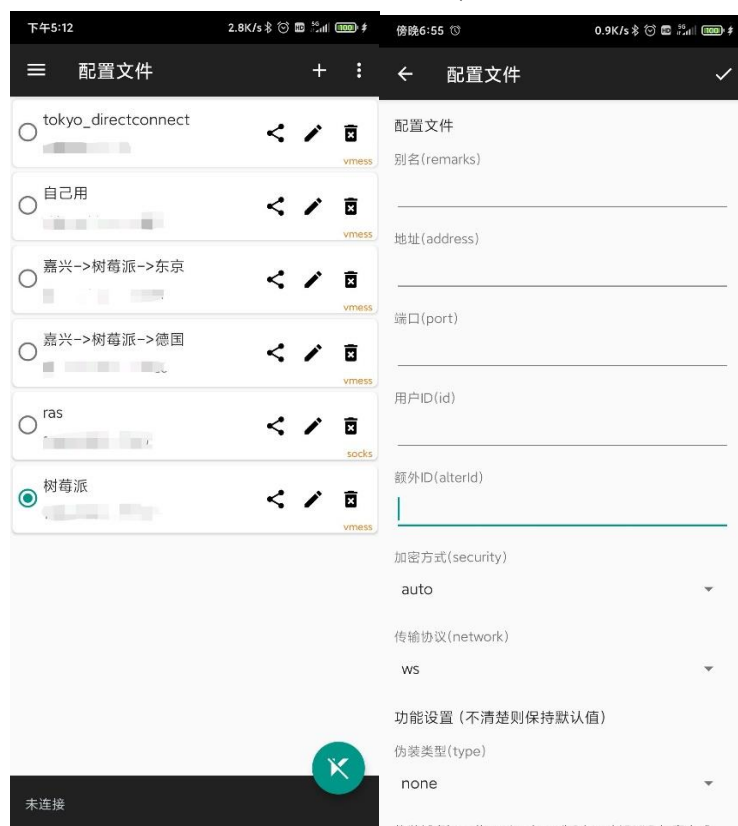 下午5:12
2.8K/s
配置文件
tokyo_directconnect
vmess
自己用
vmess
嘉兴->树莓派->东京
vmess
嘉兴->树莓派->德国
vmess
ras
socks
树莓派
vmess
未连接
傍晚6:55
0.9K/s
配置文件
配置文件
别名(remarks)
地址(address)
端口(port)
用户ID(id)
额外ID(alterId)
加密方式(security)
auto
传输协议(network)
ws
功能设置 (不清楚则保持默认值)
伪装类型(type)
none